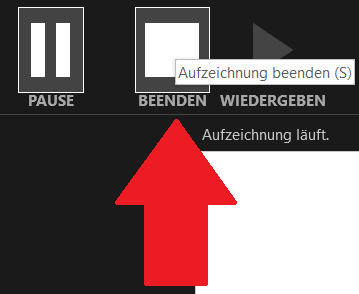 Aufzeichnung beenden (S)
PAUSE
BEENDEN
WIEDERGEBEN
Aufzeichnung läuft.